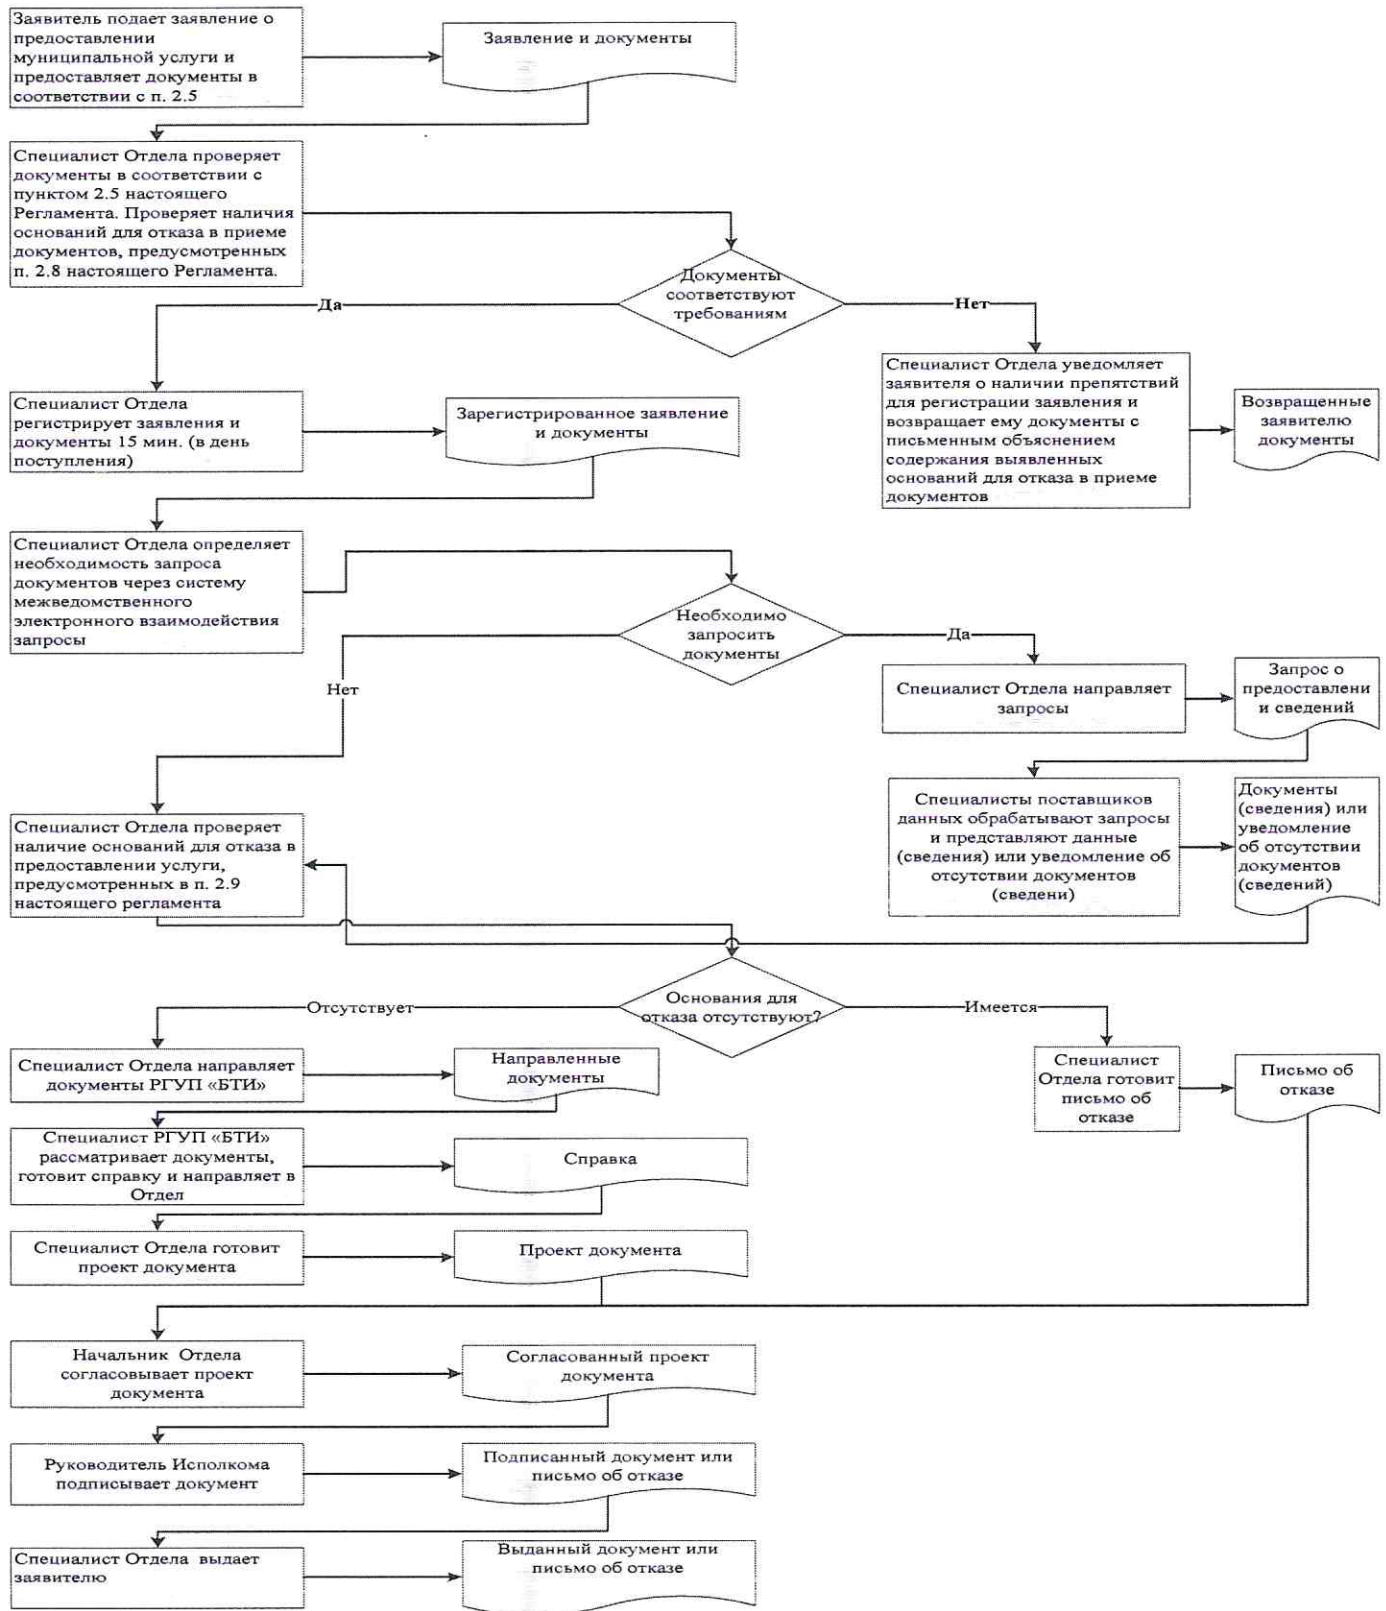 Заявитель подает заявление о
предоставлении
муниципальной услуги и
предоставляет документы в
соответствии с п. 2.5
Заявление и документы
Специалист Отдела проверяет
документы в соответствии с
пунктом 2.5 настоящего
Регламента. Проверяет наличия
оснований для отказа в приеме
документов, предусмотренных
п. 2.8 настоящего Регламента.
Документы
соответствуют
требованиям
Да
Нет
Специалист Отдела
регистрирует заявления и
документы 15 мин. (в день
поступления)
Зарегистрированное заявление
и документы
Специалист Отдела уведомляет
заявителя о наличии препятствий
для регистрации заявления и
возвращает ему документы с
письменным объяснением
содержания выявленных
оснований для отказа в приеме
документов
Возвращенные
заявителю
документы
Специалист Отдела определяет
необходимость запроса
документов через систему
межведомственного
электронного взаимодействия
запросы
Необходимо
запросить
документы
Да
Нет
Специалист Отдела направляет
запросы
Запрос о
предоставлени
и сведений
Специалисты поставщиков
данных обрабатывают запросы
и представляют данные
(сведения) или уведомление об
отсутствии документов
(сведени)
Документы
(сведения) или
уведомление
об отсутствии
документов
(сведений)
Специалист Отдела проверяет
наличие оснований для отказа в
предоставлении услуги,
предусмотренных в п. 2.9
настоящего регламента
Основания для
отказа отсутствуют?
Отсутствует
Имеется
Специалист Отдела направляет
документы РГУП «БТИ»
Направленные
документы
Специалист
Отдела готовит
письмо об
отказе
Письмо об
отказе
Специалист РГУП «БТИ»
рассматривает документы,
готовит справку и направляет в
Отдел
Справка
Специалист Отдела готовит
проект документа
Проект документа
Начальник Отдела
согласовывает проект
документа
Согласованный проект
документа
Руководитель Исполкома
подписывает документ
Подписанный документ или
письмо об отказе
Специалист Отдела выдает
заявителю
Выданный документ или
письмо об отказе